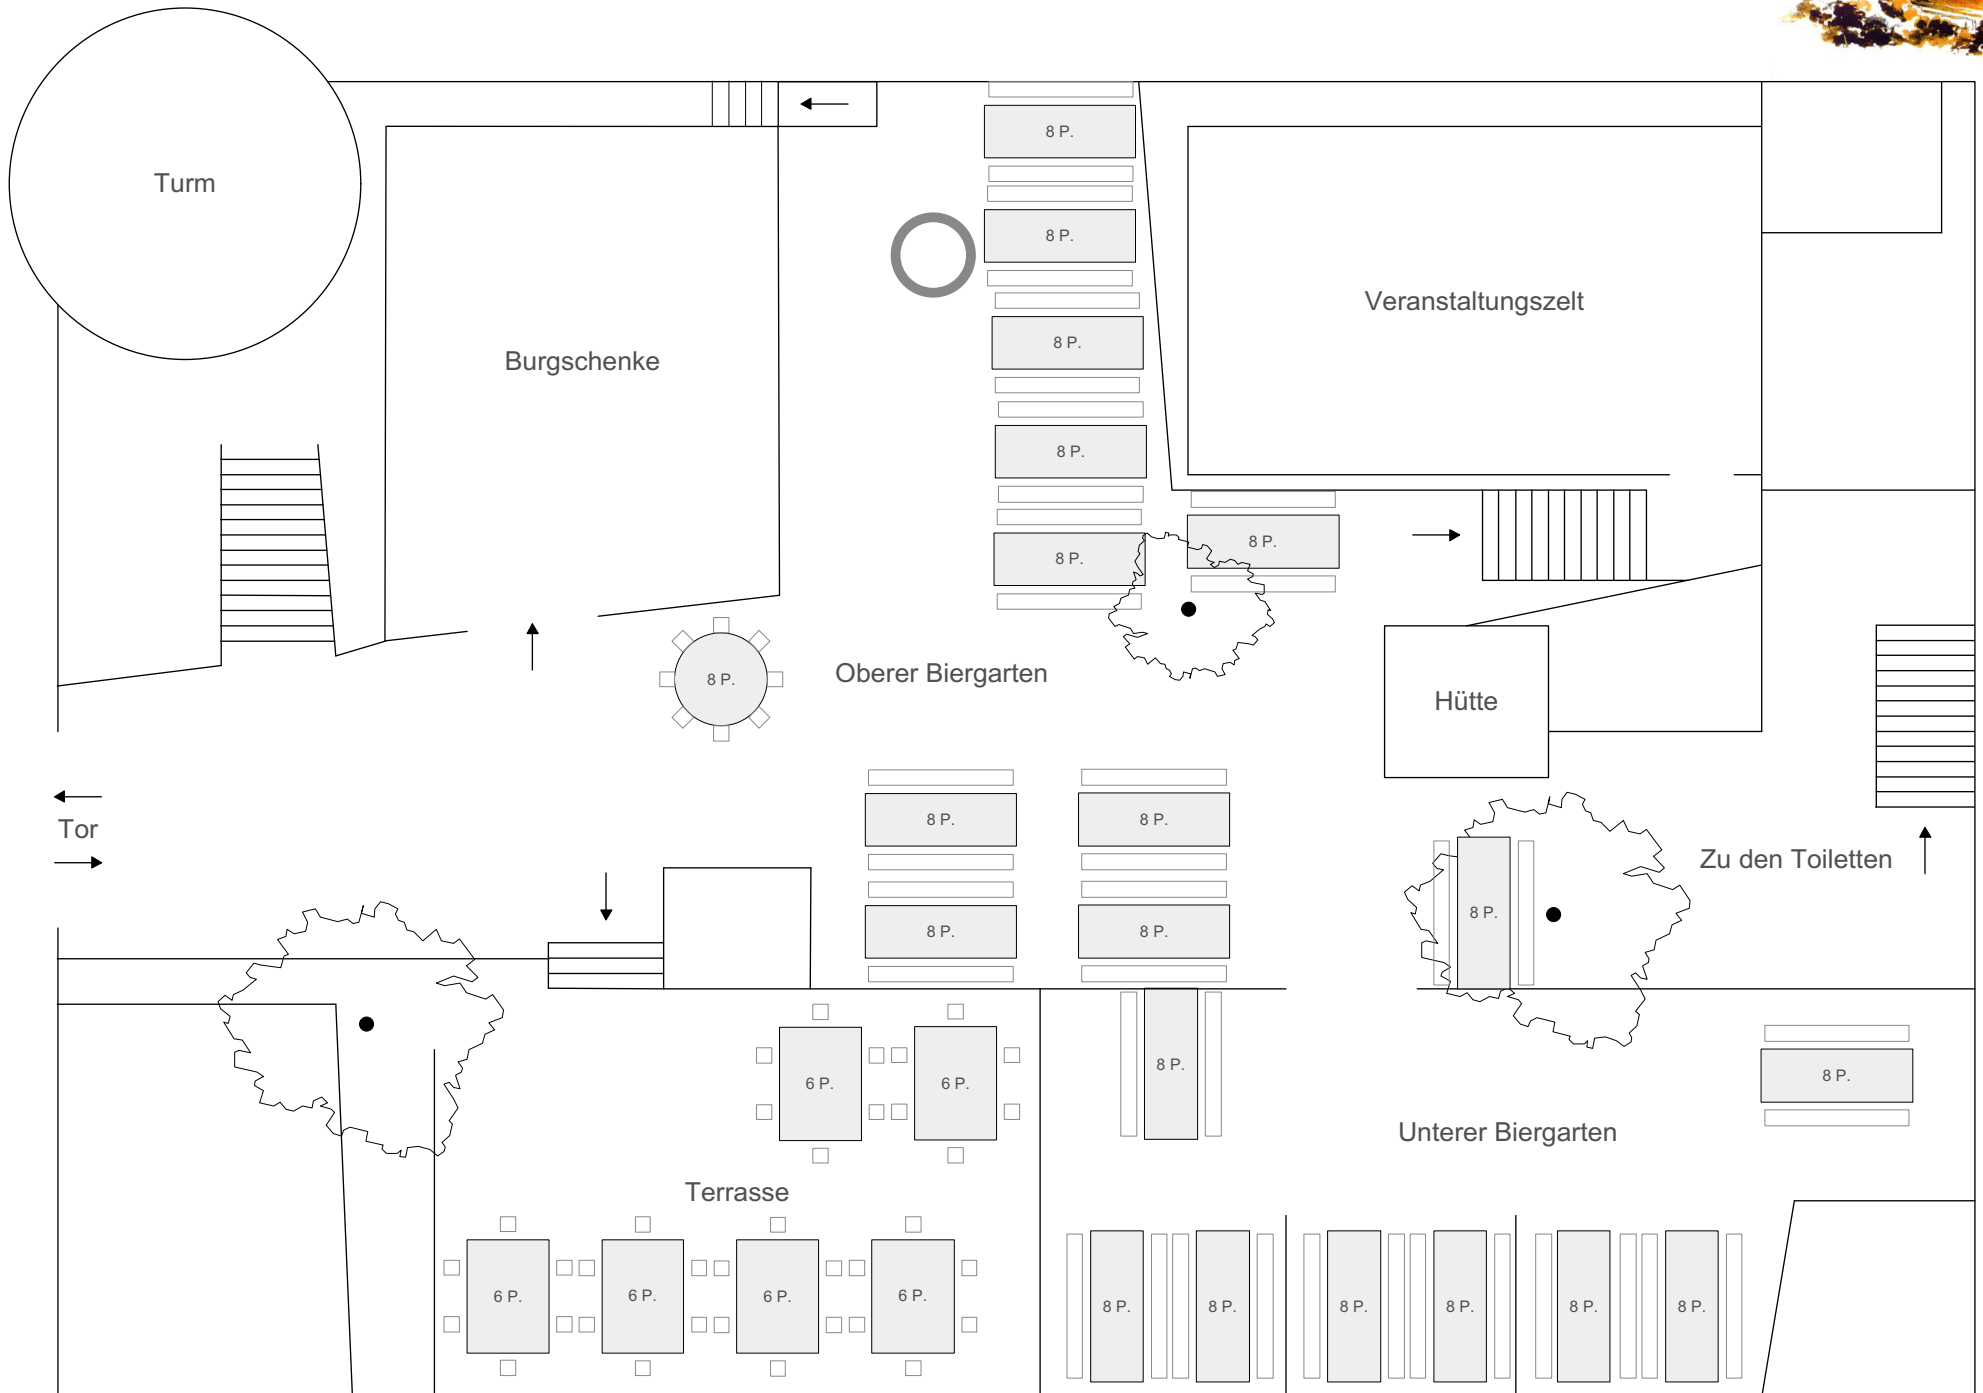 8 P.
Turm
8 P.
Veranstaltungszelt
8 P.
Burgschenke
8 P.
8 P.
8 P.
Oberer Biergarten
8 P.
Hütte
Tor
8 P.
8 P.
Zu den Toiletten
8 P.
8 P.
8 P.
8 P.
8 P.
6 P.
6 P.
Unterer Biergarten
Terrasse
6 P.
6 P.
6 P.
6 P.
8 P.
8 P.
8 P.
8 P.
8 P.
8 P.